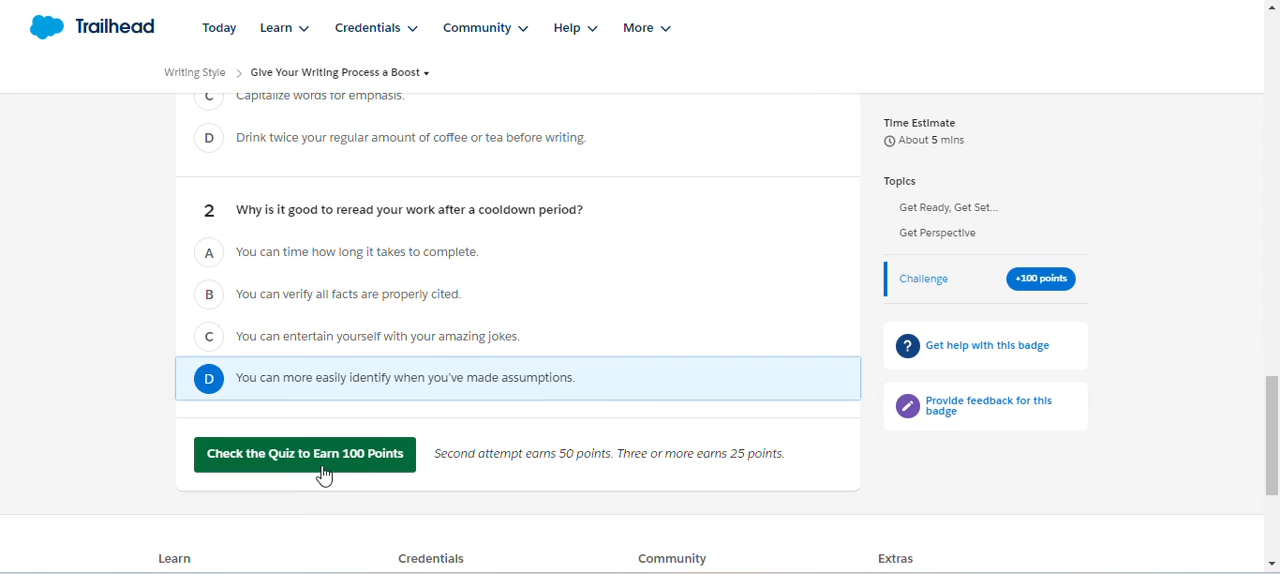 Trailhead
Today Learn Credentials Community Help More
Writing Style > Give Your Writing Process a Boost
C Capitalize words for emphasis.
D Drink twice your regular amount of coffee or tea before writing.
2 Why is it good to reread your work after a cooldown period?
A You can time how long it takes to complete.
B You can verify all facts are properly cited.
C You can entertain yourself with your amazing jokes.
D You can more easily identify when you've made assumptions.
Check the Quiz to Earn 100 Points Second attempt earns 50 points. Three or more earns 25 points.
Time Estimate
About 5 mins
Topics
Get Ready, Get Set...
Get Perspective
Challenge +100 points
? Get help with this badge
Provide feedback for this
badge
Learn Credentials Community Extras